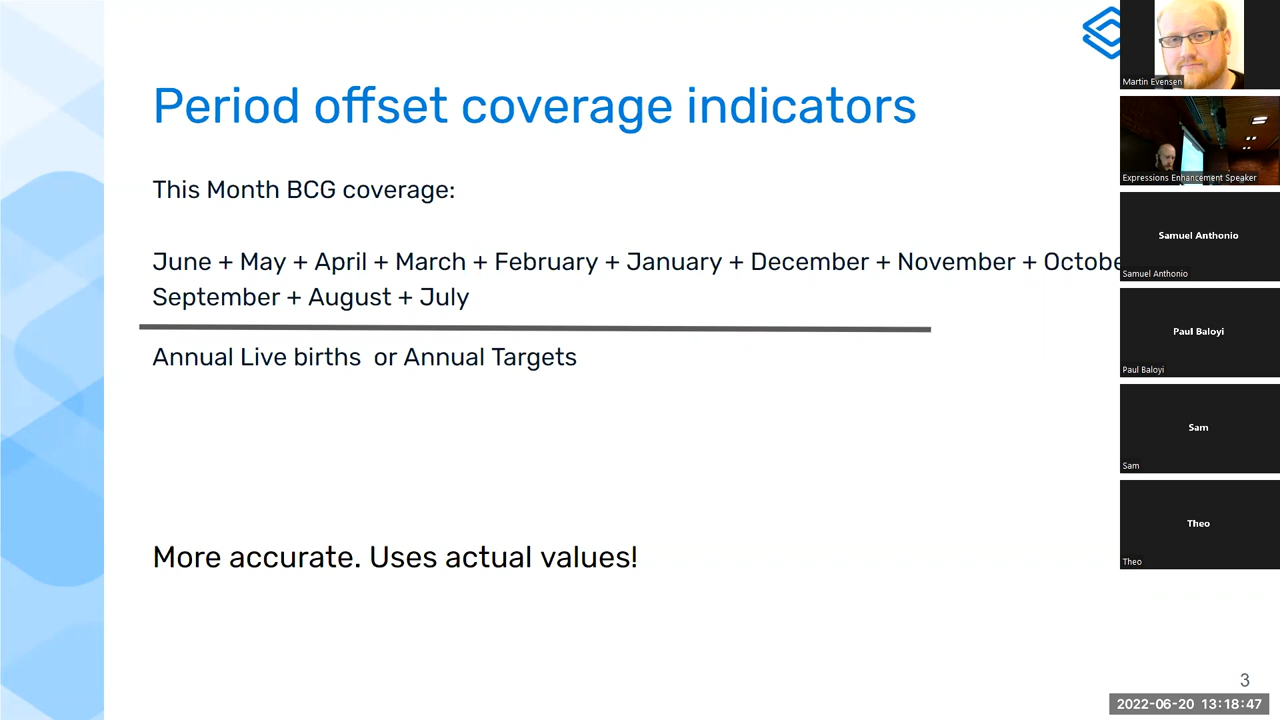 Period offset coverage indicators
This Month BCG coverage:
June + May + April + March + February + January + December + November + Octobe
September + August + July
Annual Live births or Annual Targets
More accurate. Uses actual values!
3
Martin Evensen
Expressions Enhancement Speaker
Samuel Anthonio
Samuel Anthonio
Paul Baloyi
Paul Baloyi
Sam
Sam
Theo
Theo
2022-06-20 13:18:47